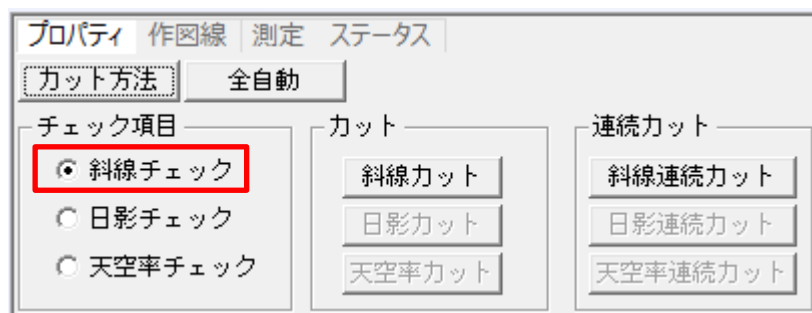 プロパティ 作図線 測定 ステータス
カット方法 全自動
チェック項目 カット 連続カット
斜線チェック 斜線カット 斜線連続カット
日影チェック 日影カット 日影連続カット
天空率チェック 天空率カット 天空率連続カット